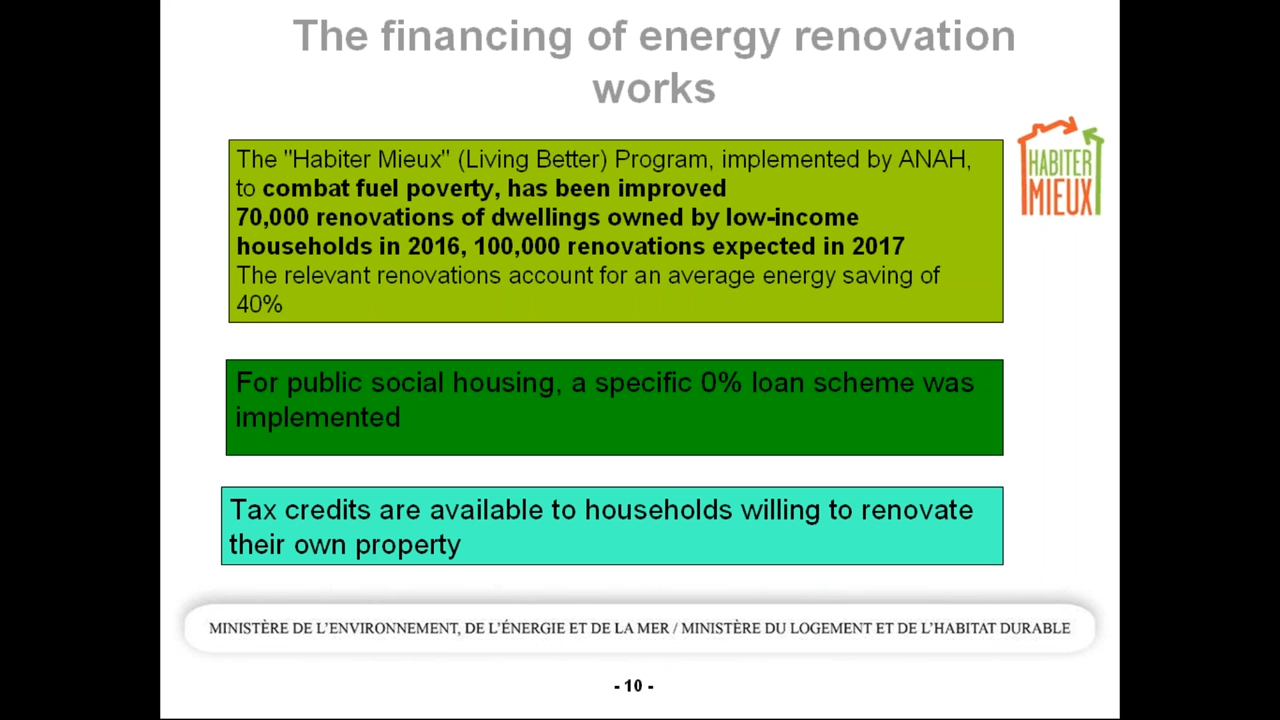 The financing of energy renovation
works
The "Habiter Mieux" (Living Better) Program, implemented by ANAH,
to combat fuel poverty, has been improved
70,000 renovations of dwellings owned by low-income
households in 2016, 100,000 renovations expected in 2017
The relevant renovations account for an average energy saving of
40%
HABITER
MIEUX
For public social housing, a specific 0% loan scheme was
implemented
Tax credits are available to households willing to renovate
their own property
MINISTÈRE DE L'ENVIRONNEMENT, DE L'ÉNERGIE ET DE LA MER / MINISTÈRE DU LOGEMENT ET DE L'HABITAT DURABLE
- 10 -